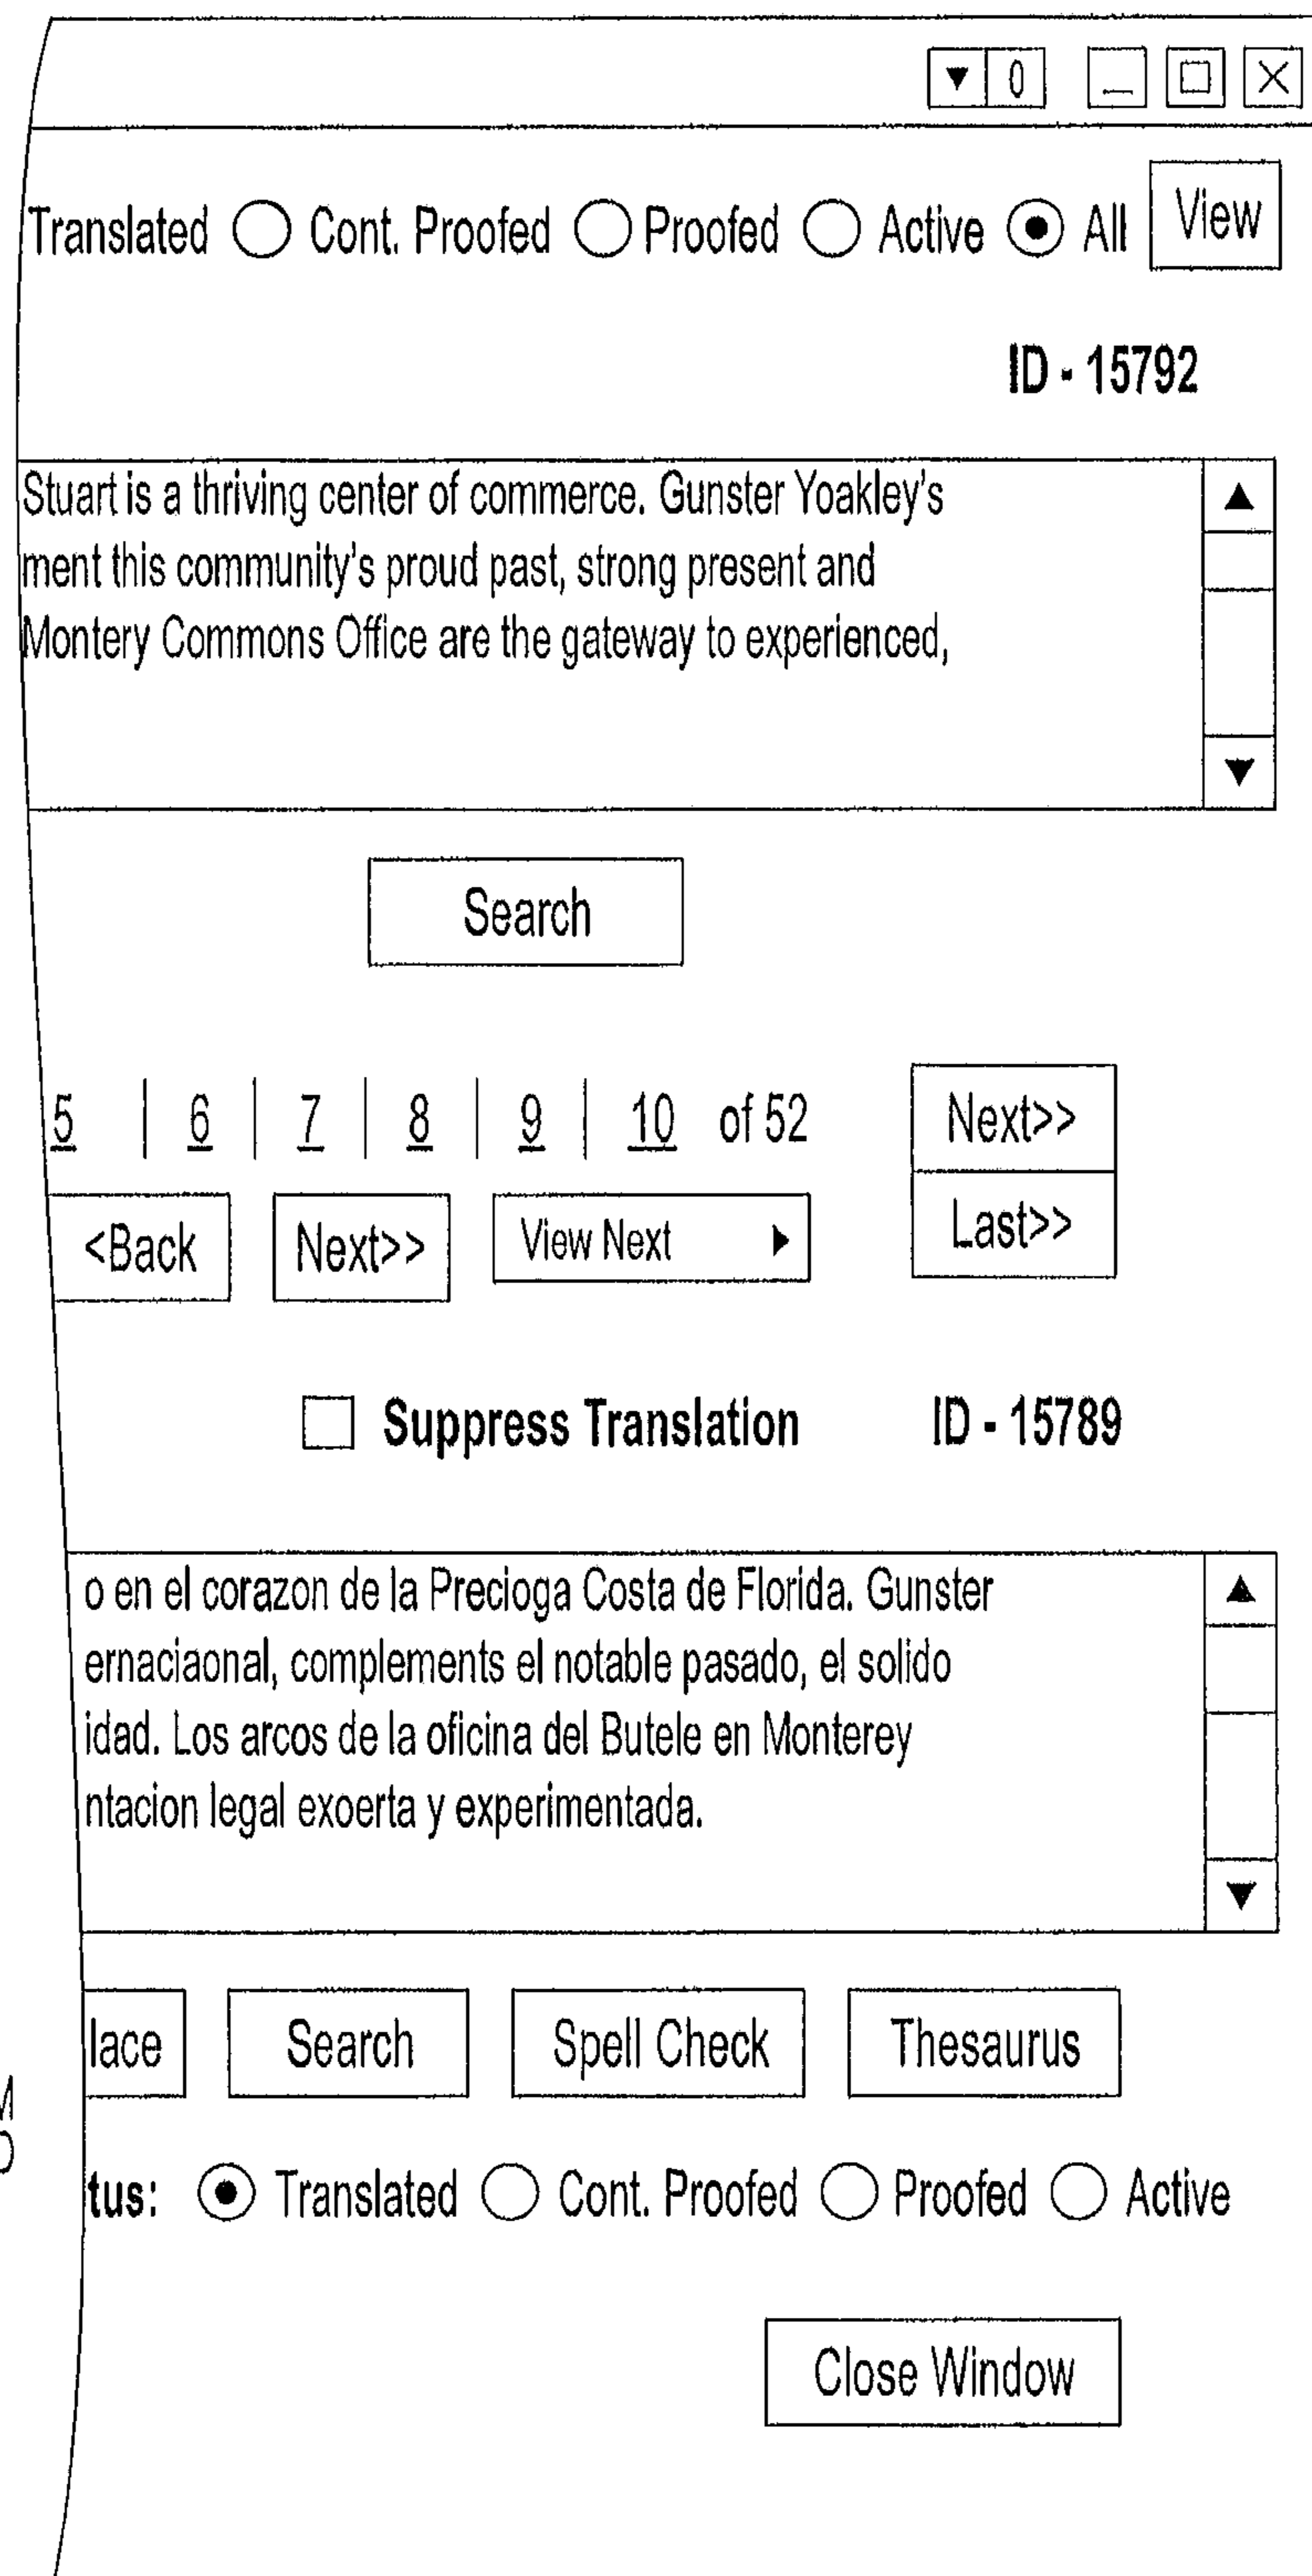 0
Translated Cont. Proofed Proofed Active All View
ID - 15792
Stuart is a thriving center of commerce. Gunster Yoakley's
ment this community's proud past, strong present and
Montery Commons Office are the gateway to experienced,
Search
5 | 6 | 7 | 8 | 9 | 10 of 52 Next>>
<Back Next>> View Next Last>>
Suppress Translation ID - 15789
o en el corazon de la Precioga Costa de Florida. Gunster
ernaciaonal, complements el notable pasado, el solido
idad. Los arcos de la oficina del Butele en Monterey
ntacion legal exoerta y experimentada.
lace Search Spell Check Thesaurus
tus: Translated Cont. Proofed Proofed Active
Close Window